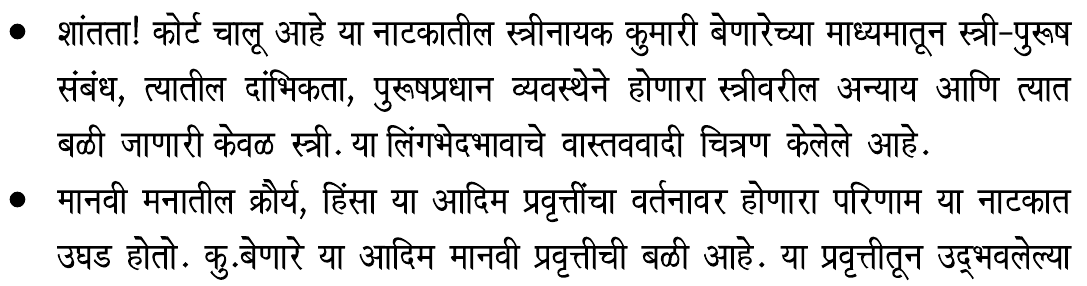 • शांतता! कोर्ट चालू आहे या नाटकातील स्त्रीनायक कुमारी बेणारेच्या माध्यमातून स्त्री-पुरूष
संबंध, त्यातील दांभिकता, पुरूषप्रधान व्यवस्थेने होणारा स्त्रीवरील अन्याय आणि त्यात
बळी जाणारी केवळ स्त्री. या लिंगभेदभावाचे वास्तववादी चित्रण केलेले आहे.
• मानवी मनातील क्रौर्य, हिंसा या आदिम प्रवृत्तींचा वर्तनावर होणारा परिणाम या नाटकात
उघड होतो. कु.बेणारे या आदिम मानवी प्रवृत्तीची बळी आहे. या प्रवृत्तीतून उद्‌भवलेल्या